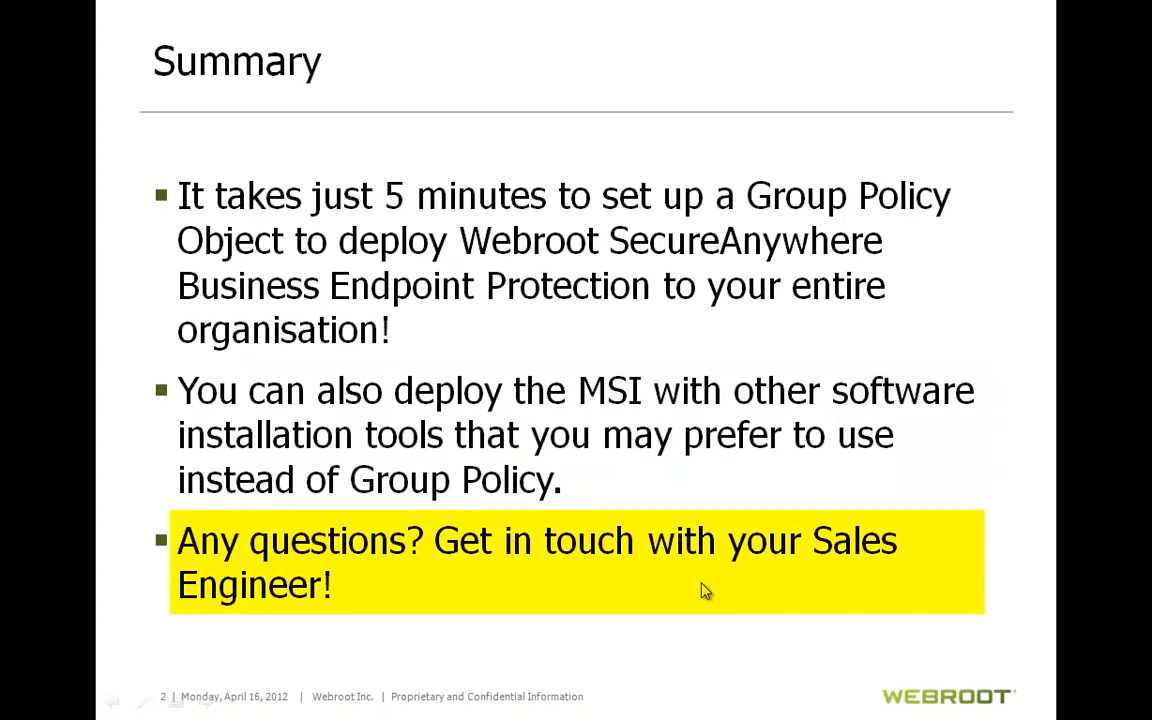 Summary
It takes just 5 minutes to set up a Group Policy
Object to deploy Webroot SecureAnywhere
Business Endpoint Protection to your entire
organisation!
You can also deploy the MSI with other software
installation tools that you may prefer to use
instead of Group Policy.
Any questions? Get in touch with your Sales
Engineer!
2 | Monday, April 16, 2012 | Webroot Inc. | Proprietary and Confidential Information
WEBROOT